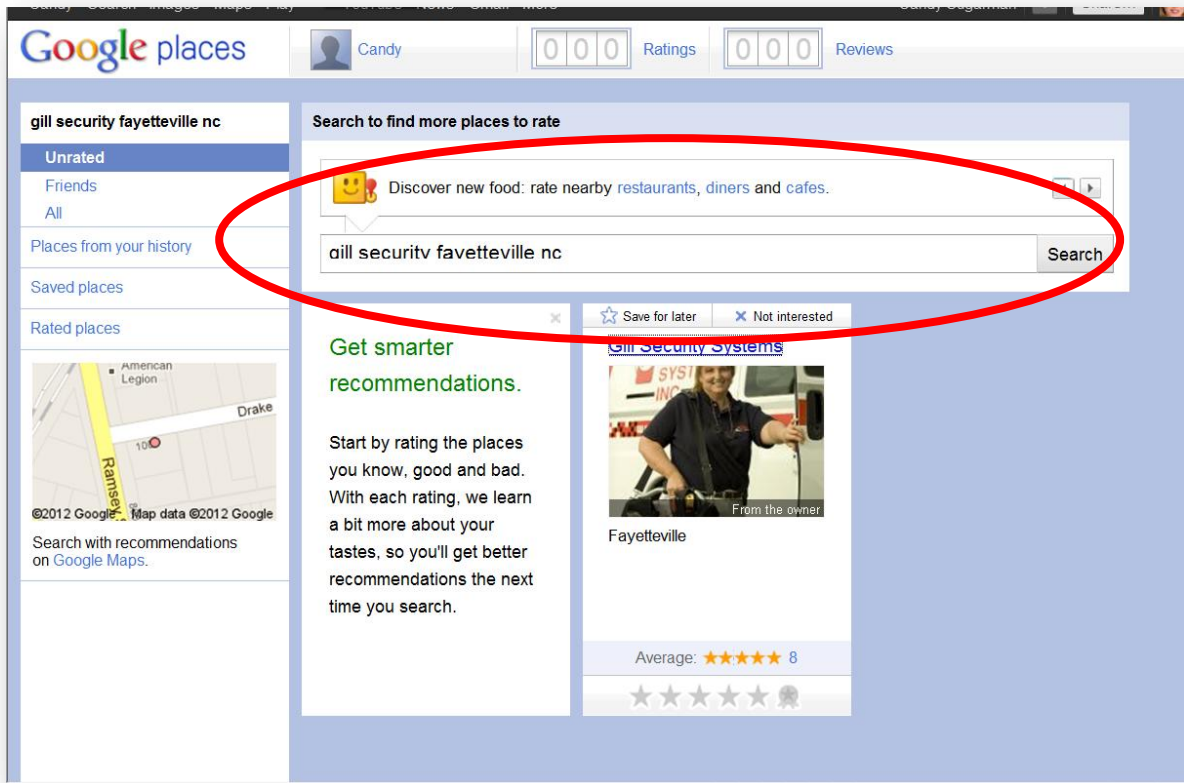 Google places
Candy
0 0 0 Ratings
0 0 0 Reviews
gill security fayetteville nc
Unrated
Friends
All
Places from your history
Saved places
Rated places
American
Legion
Drake
Ramsey
©2012 Google Map data ©2012 Google
Search with recommendations
on Google Maps.
Search to find more places to rate
Discover new food: rate nearby restaurants, diners and cafes.
gill security fayetteville nc
Search
Get smarter
recommendations.
Start by rating the places
you know, good and bad.
With each rating, we learn
a bit more about your
tastes, so you'll get better
recommendations the next
time you search.
Save for later
Not interested
Gill Security Systems
From the owner
Fayetteville
Average: 8